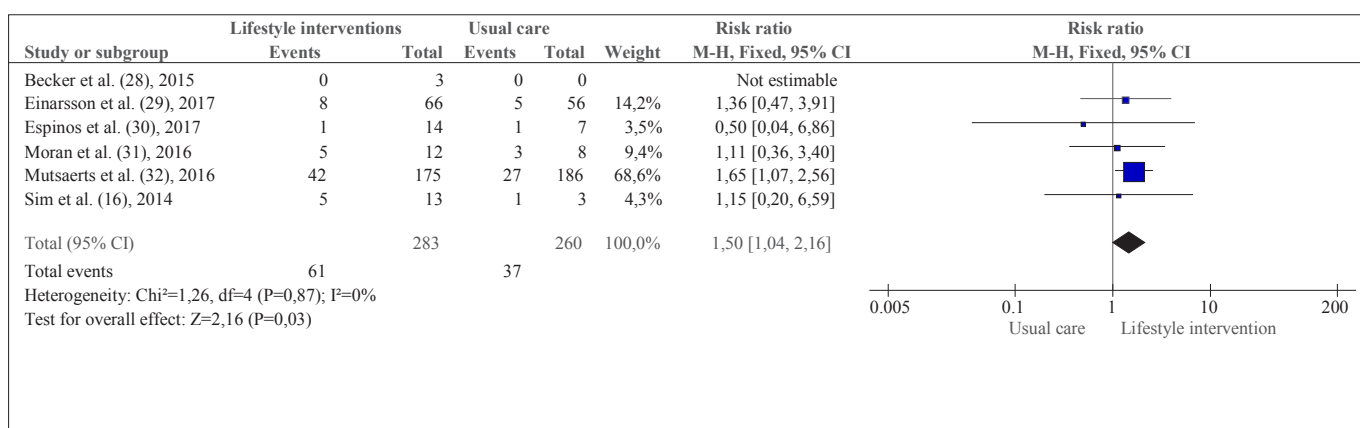 Lifestyle interventions Usual care Risk ratio Risk ratio
Study or subgroup Events Total Events Total Weight M-H, Fixed, 95% CI M-H, Fixed, 95% CI
Becker et al. (28), 2015 0 3 0 0 Not estimable
Einarsson et al. (29), 2017 8 66 5 56 14,2% 1,36 [0,47, 3,91]
Espinos et al. (30), 2017 1 14 1 7 3,5% 0,50 [0,04, 6,86]
Moran et al. (31), 2016 5 12 3 8 9,4% 1,11 [0,36, 3,40]
Mutsaerts et al. (32), 2016 42 175 27 186 68,6% 1,65 [1,07, 2,56]
Sim et al. (16), 2014 5 13 1 3 4,3% 1,15 [0,20, 6,59]
Total (95% CI) 283 260 100,0% 1,50 [1,04, 2,16]
Total events 61 37
Heterogeneity: Chi²=1,26, df=4 (P=0,87); I²=0%
Test for overall effect: Z=2,16 (P=0,03)
0.005 0.1 1 10 200
Usual care Lifestyle intervention